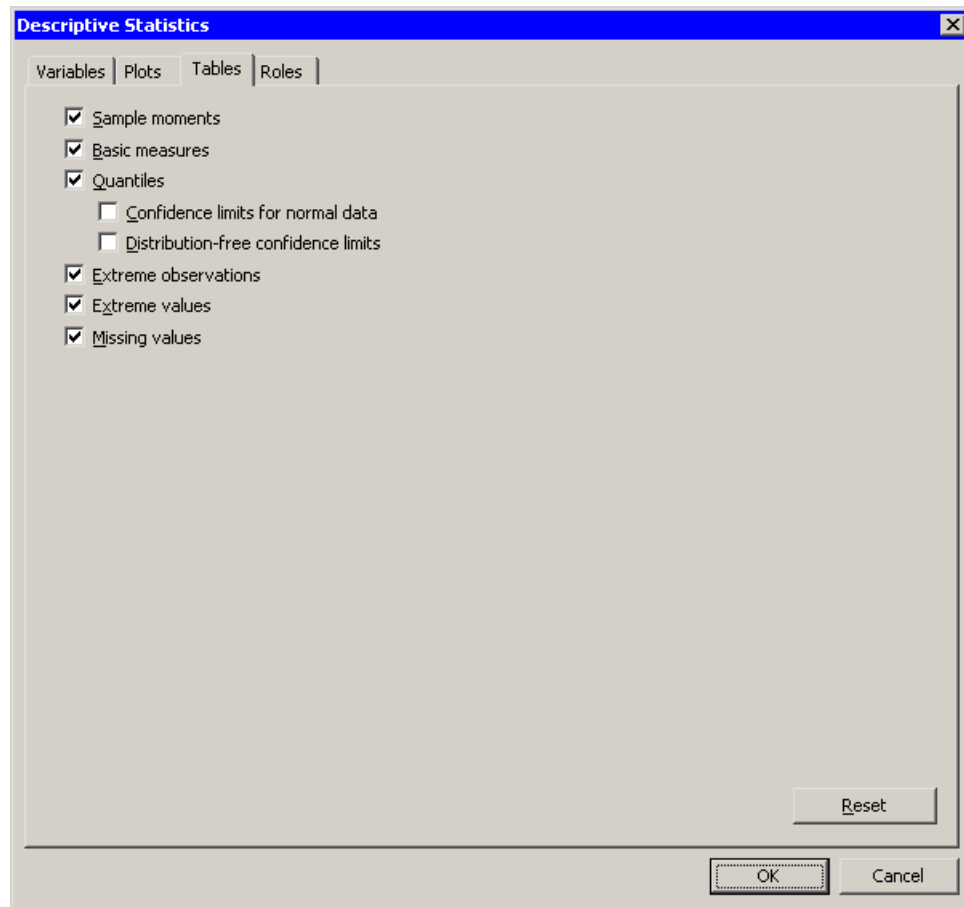 Descriptive Statistics
Variables Plots Tables Roles
Sample moments
Basic measures
Quantiles
Confidence limits for normal data
Distribution-free confidence limits
Extreme observations
Extreme values
Missing values
Reset
OK Cancel